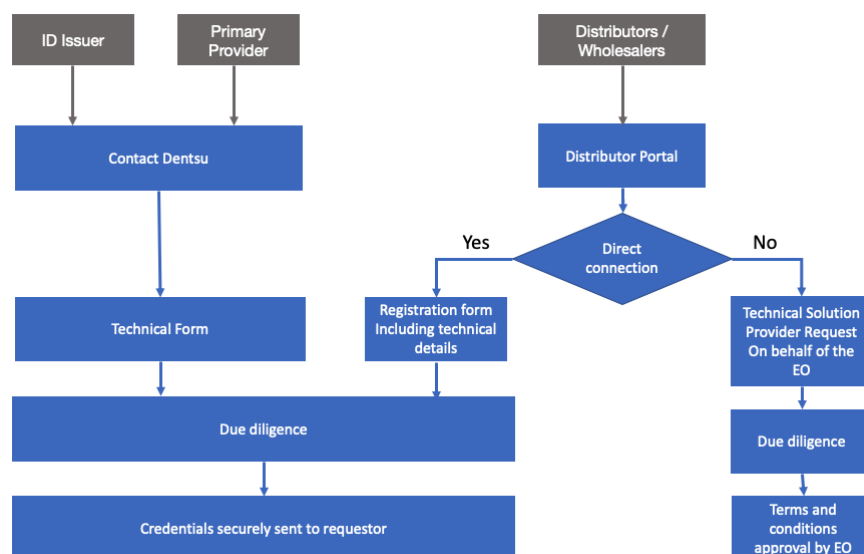 ID Issuer
Primary
Provider
Distributors /
Wholesalers
Contact Dentsu
Distributor Portal
Yes
Direct
connection
No
Technical Form
Registration form
Including technical
details
Technical Solution
Provider Request
On behalf of the
EO
Due diligence
Due diligence
Credentials securely sent to requestor
Terms and
conditions
approval by EO